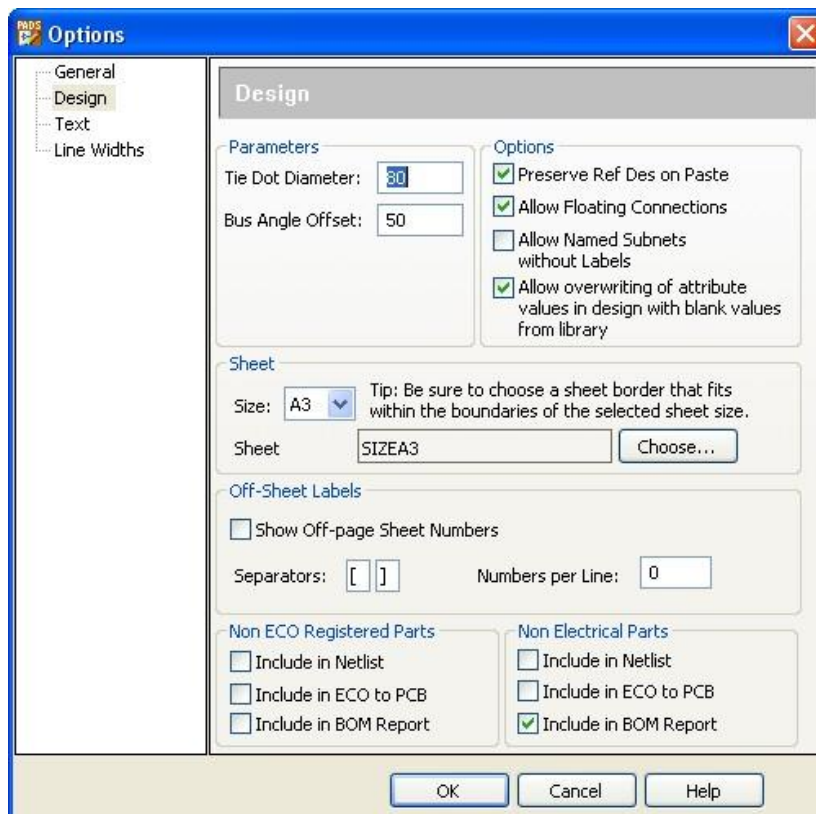 PADS
Options
General
Design
Text
Line Widths
Design
Parameters
Tie Dot Diameter: 80
Bus Angle Offset: 50
Options
Preserve Ref Des on Paste
Allow Floating Connections
Allow Named Subnets
without Labels
Allow overwriting of attribute
values in design with blank values
from library
Sheet
Size: A3
Tip: Be sure to choose a sheet border that fits
within the boundaries of the selected sheet size.
Sheet SIZEA3 Choose...
Off-Sheet Labels
Show Off-page Sheet Numbers
Separators: [ ] Numbers per Line: 0
Non ECO Registered Parts
Include in Netlist
Include in ECO to PCB
Include in BOM Report
Non Electrical Parts
Include in Netlist
Include in ECO to PCB
Include in BOM Report
OK Cancel Help